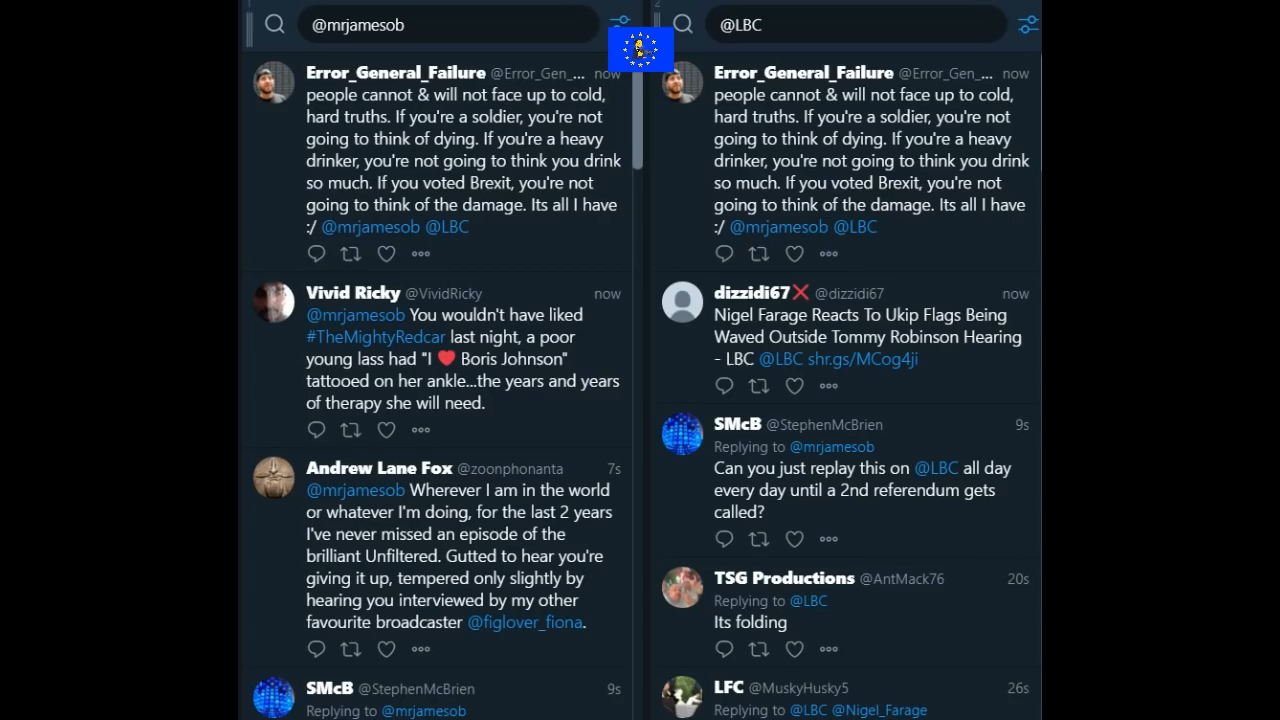 @mrjamesob
Error_General_Failure @Error_Gen_... now
people cannot & will not face up to cold,
hard truths. If you're a soldier, you're not
going to think of dying. If you're a heavy
drinker, you're not going to think you drink
so much. If you voted Brexit, you're not
going to think of the damage. Its all I have
:/ @mrjamesob @LBC
Vivid Ricky @VividRicky now
@mrjamesob You wouldn't have liked
#TheMightyRedcar last night, a poor
young lass had "I ❤️ Boris Johnson"
tattooed on her ankle...the years and years
of therapy she will need.
Andrew Lane Fox @zoonphonanta 7s
@mrjamesob Wherever I am in the world
or whatever I'm doing, for the last 2 years
I've never missed an episode of the
brilliant Unfiltered. Gutted to hear you're
giving it up, tempered only slightly by
hearing you interviewed by my other
favourite broadcaster @figlover_fiona.
SMcB @StephenMcBrien 9s
Replying to @mrjamesob
2
@LBC
Error_General_Failure @Error_Gen_... now
people cannot & will not face up to cold,
hard truths. If you're a soldier, you're not
going to think of dying. If you're a heavy
drinker, you're not going to think you drink
so much. If you voted Brexit, you're not
going to think of the damage. Its all I have
:/ @mrjamesob @LBC
dizzidi67❌ @dizzidi67 now
Nigel Farage Reacts To Ukip Flags Being
Waved Outside Tommy Robinson Hearing
- LBC @LBC shr.gs/MCog4ji
SMcB @StephenMcBrien 9s
Replying to @mrjamesob
Can you just replay this on @LBC all day
every day until a 2nd referendum gets
called?
TSG Productions @AntMack76 20s
Replying to @LBC
Its folding
LFC @MuskyHusky5 26s
Replying to @LBC @Nigel_Farage